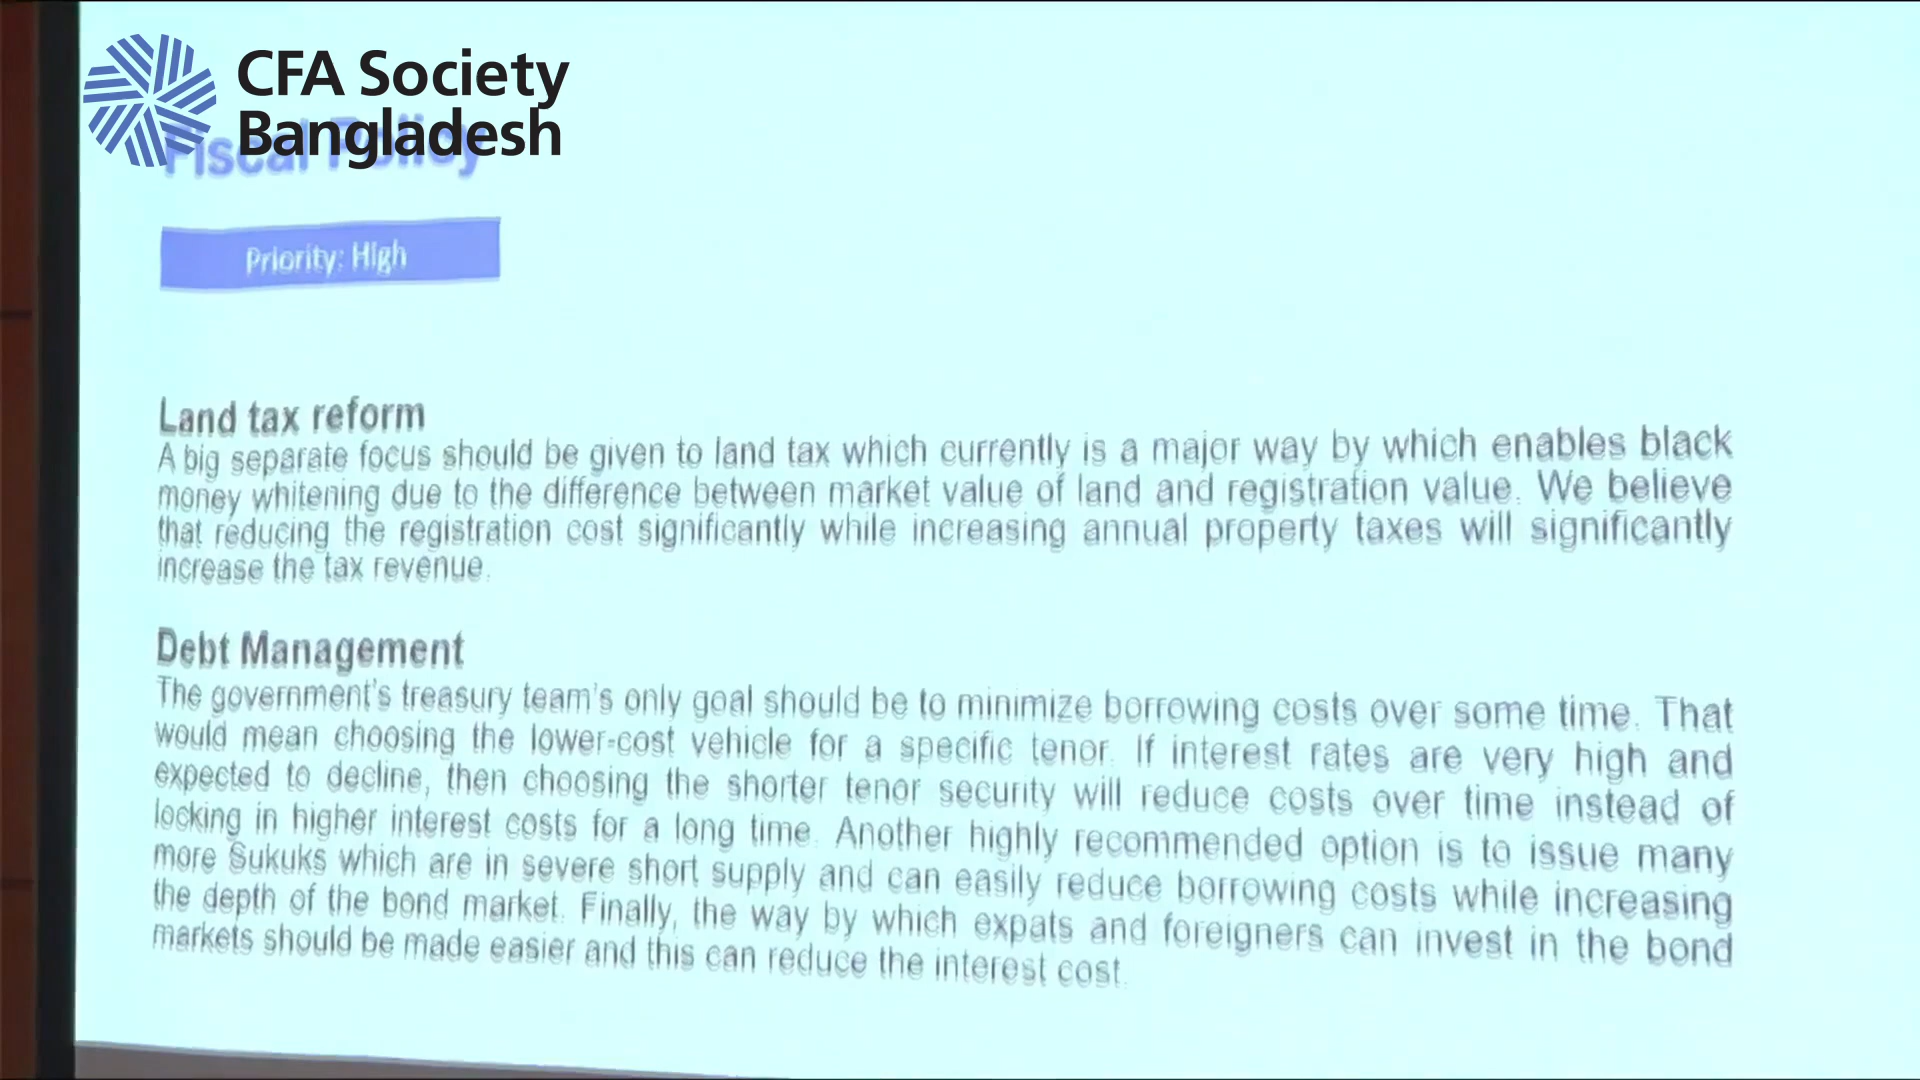 CFA Society
Bangladesh
Fiscal Policy
Priority: High
Land tax reform
A big separate focus should be given to land tax which currently is a major way by which enables black
money whitening due to the difference between market value of land and registration value. We believe
that reducing the registration cost significantly while increasing annual property taxes will significantly
increase the tax revenue.
Debt Management
The government's treasury team's only goal should be to minimize borrowing costs over some time. That
would mean choosing the lower-cost vehicle for a specific tenor. If interest rates are very high and
expected to decline, then choosing the shorter tenor security will reduce costs over time instead of
locking in higher interest costs for a long time. Another highly recommended option is to issue many
more Sukuks which are in severe short supply and can easily reduce borrowing costs while increasing
the depth of the bond market. Finally, the way by which expats and foreigners can invest in the bond
markets should be made easier and this can reduce the interest cost.